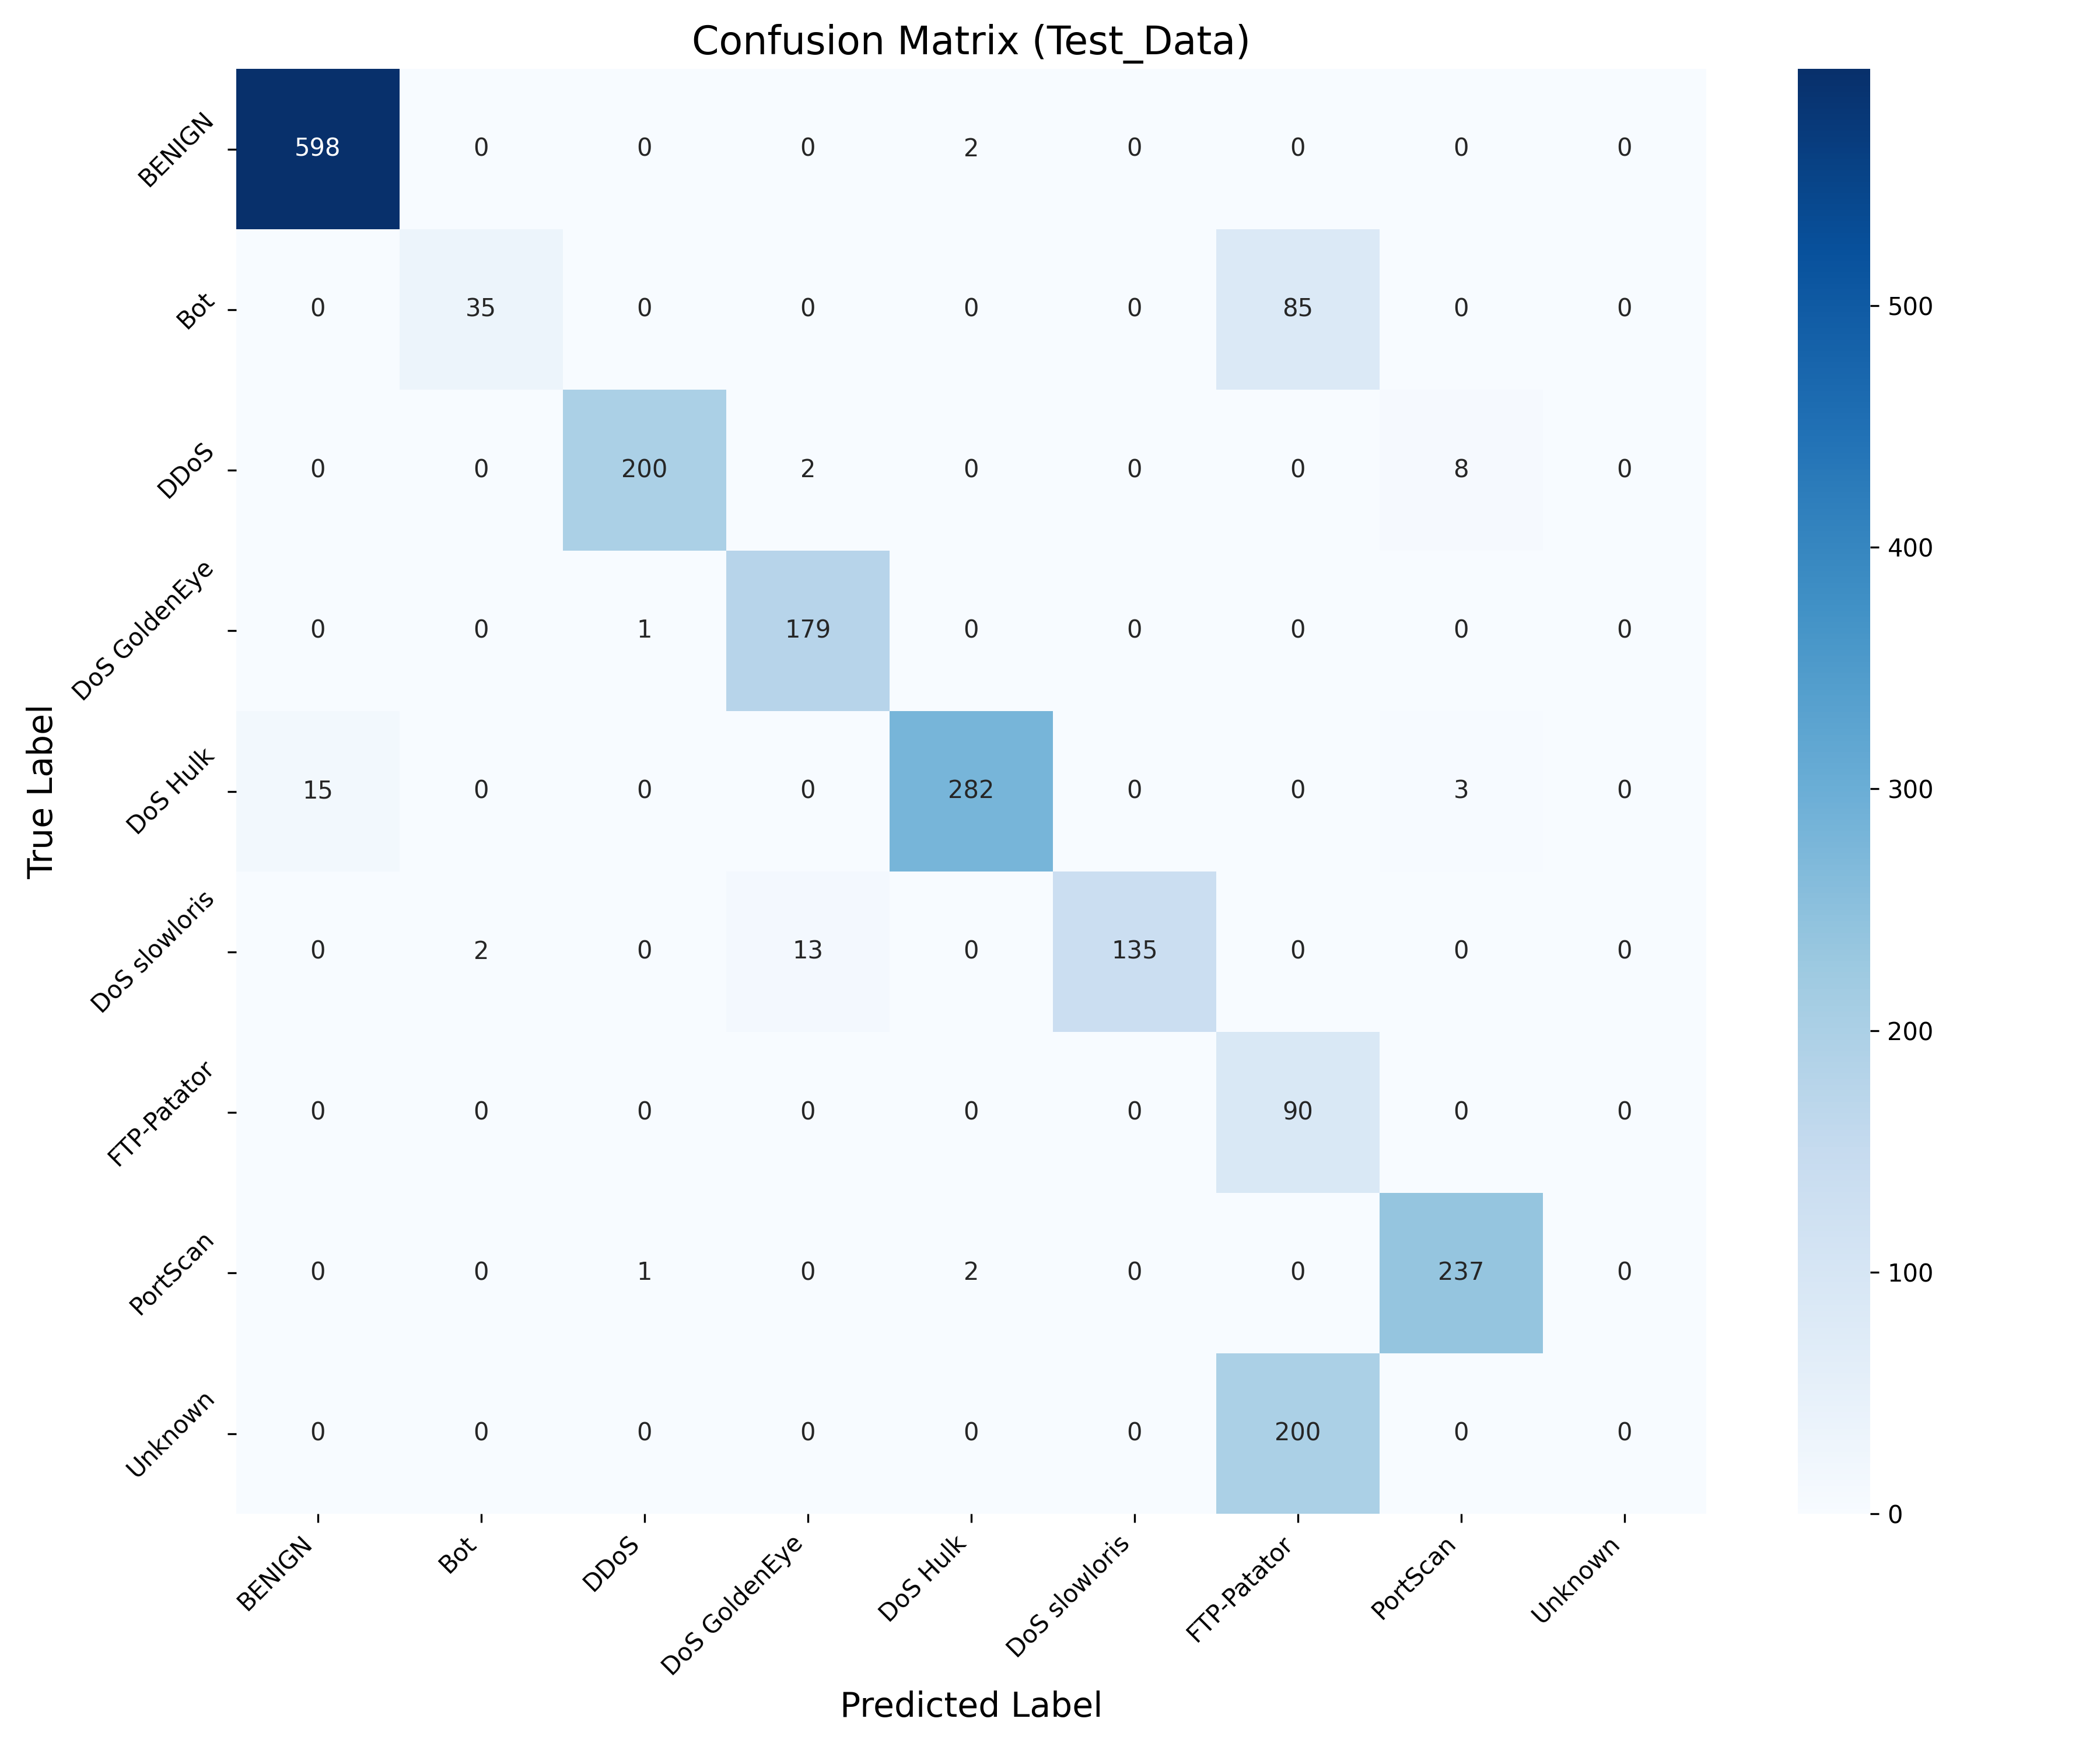 Confusion Matrix (Test_Data)
True Label
BENIGN 598 0 0 0 2 0 0 0 0
Bot 0 35 0 0 0 0 85 0 0
DDoS 0 0 200 2 0 0 0 8 0
DoS GoldenEye 0 0 1 179 0 0 0 0 0
DoS Hulk 15 0 0 0 282 0 0 3 0
DoS slowloris 0 2 0 13 0 135 0 0 0
FTP-Patator 0 0 0 0 0 0 90 0 0
PortScan 0 0 1 0 2 0 0 237 0
Unknown 0 0 0 0 0 0 200 0 0
BENIGN Bot DDoS DoS GoldenEye DoS Hulk DoS slowloris FTP-Patator PortScan Unknown
Predicted Label
500
400
300
200
100
0